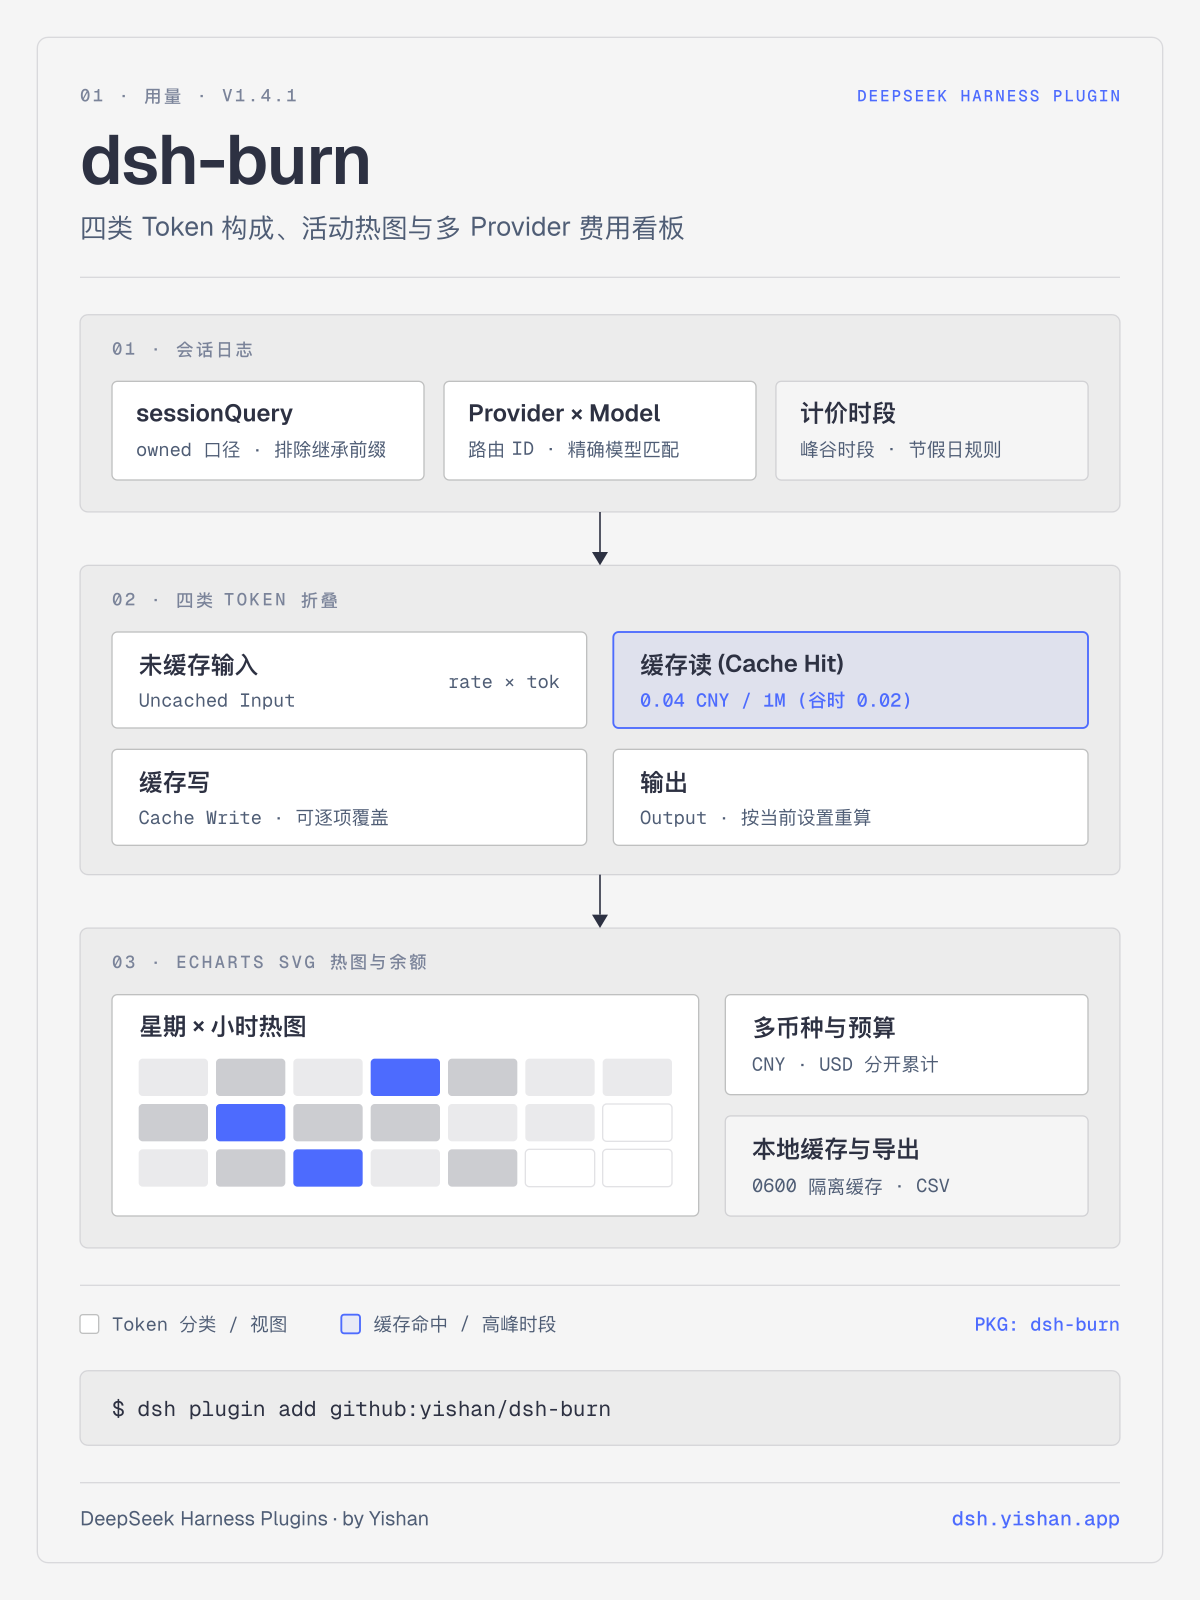 01 · 用量 · V1.4.1
DEEPSEEK HARNESS PLUGIN
dsh-burn
四类 Token 构成、活动热图与多 Provider 费用看板
01 · 会话日志
sessionQuery
owned 口径 · 排除继承前缀
Provider × Model
路由 ID · 精确模型匹配
计价时段
峰谷时段 · 节假日规则
02 · 四类 TOKEN 折叠
未缓存输入
Uncached Input
rate × tok
缓存读 (Cache Hit)
0.04 CNY / 1M (谷时 0.02)
缓存写
Cache Write · 可逐项覆盖
输出
Output · 按当前设置重算
03 · ECHARTS SVG 热图与余额
星期 × 小时热图
多币种与预算
CNY · USD 分开累计
本地缓存与导出
0600 隔离缓存 · CSV
Token 分类 / 视图
缓存命中 / 高峰时段
PKG: dsh-burn
$ dsh plugin add github:yishan/dsh-burn
DeepSeek Harness Plugins · by Yishan
dsh.yishan.app